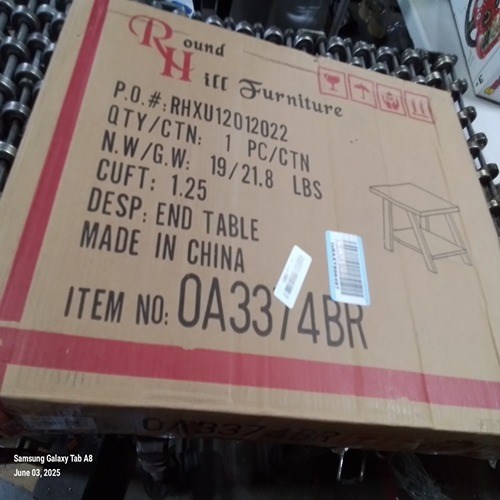 Round
Hill Furniture
P.O.#: RHXU12012022
QTY/CTN: 1 PC/CTN
N.W/G.W: 19/21.8 LBS
CUFT: 1.25
DESP: END TABLE
MADE IN CHINA
ITEM NO: OA3374BR
OA3374BR
Samsung Galaxy Tab A8
June 03, 2025